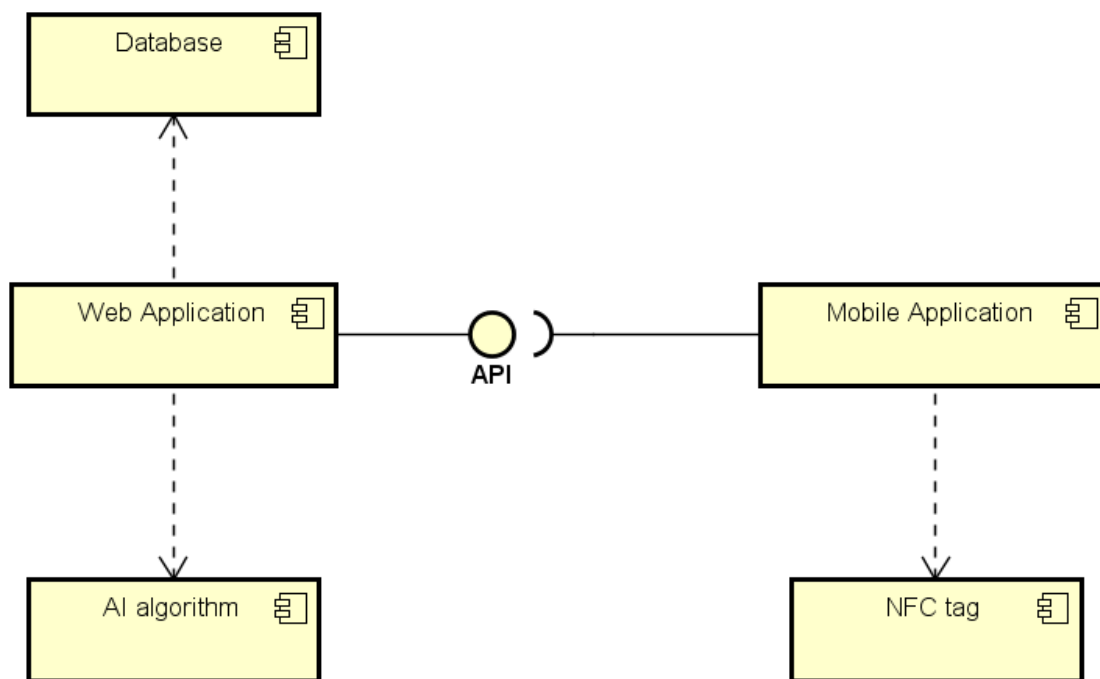 Database
Web Application
API
Mobile Application
AI algorithm
NFC tag